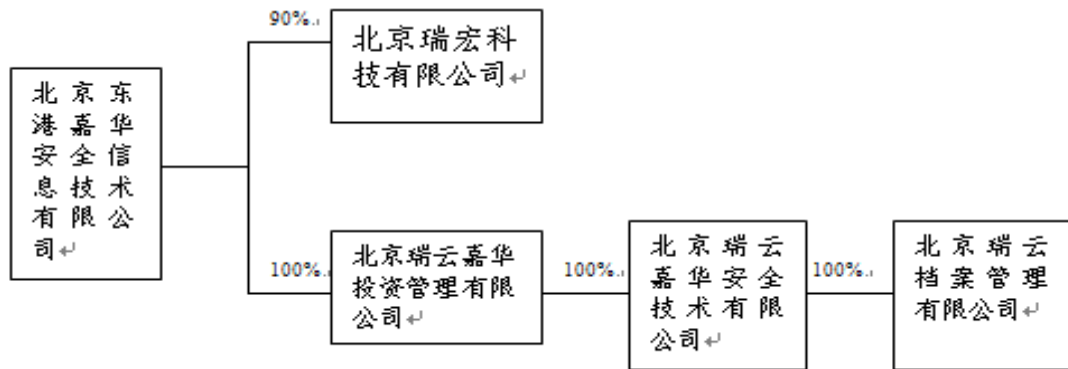 90%
北京瑞宏科
技有限公司
北京东
港嘉华
安全信
息技术
有限公
司
100%
北京瑞云嘉华
投资管理有限
公司
100%
北京瑞云
嘉华安全
技术有限
公司
100%
北京瑞云
档案管理
有限公司